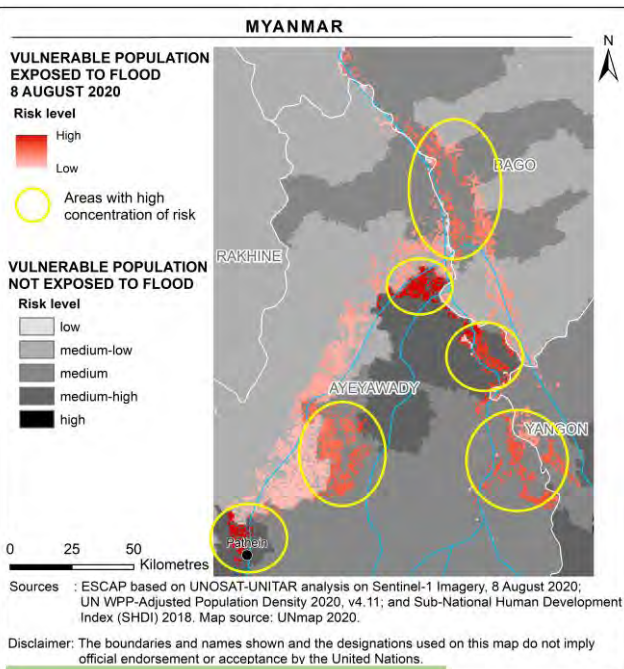 MYANMAR
VULNERABLE POPULATION
EXPOSED TO FLOOD
8 AUGUST 2020
Risk level
High
Low
Areas with high
concentration of risk
VULNERABLE POPULATION
NOT EXPOSED TO FLOOD
Risk level
low
medium-low
medium
medium-high
high
0 25 50
Kilometres
N
BAGO
RAKHINE
AYEYAWADY
YANGON
Pathein
Sources : ESCAP based on UNOSAT-UNITAR analysis on Sentinel-1 Imagery, 8 August 2020;
UN WPP-Adjusted Population Density 2020, v4.11; and Sub-National Human Development
Index (SHDI) 2018. Map source: UNmap 2020.
Disclaimer: The boundaries and names shown and the designations used on this map do not imply
official endorsement or acceptance by the United Nations.